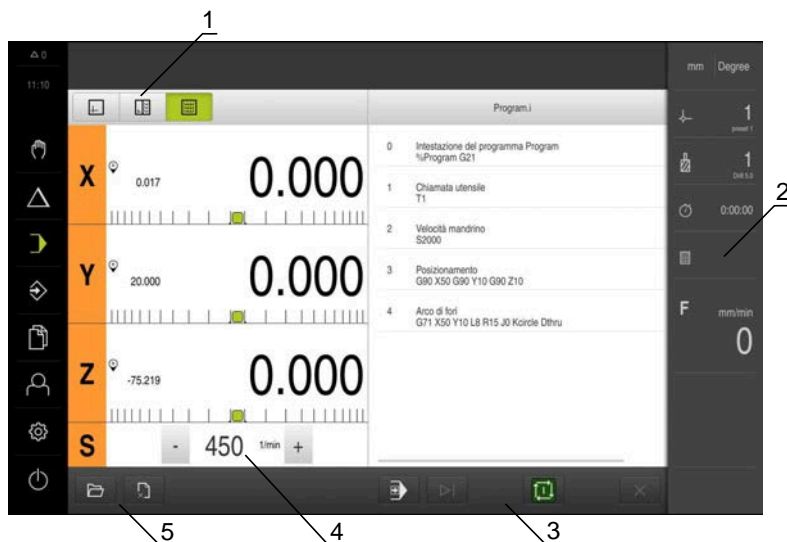 1
△ 0
11:10
mm Degree
Program.i
X 0.017 0.000
Y 20.000 0.000
Z -75.219 0.000
S - 450 1/min +
0 Intestazione del programma Program
%Program G21
1 Chiamata utensile
T1
2 Velocità mandrino
S2000
3 Posizionamento
G90 X50 G90 Y10 G90 Z10
4 Arco di fori
G71 X50 Y10 L8 R15 J0 Kcircle Dthru
1
preset 1
1
Drill 5.0
0:00:00
2
F mm/min
0
5
4
3